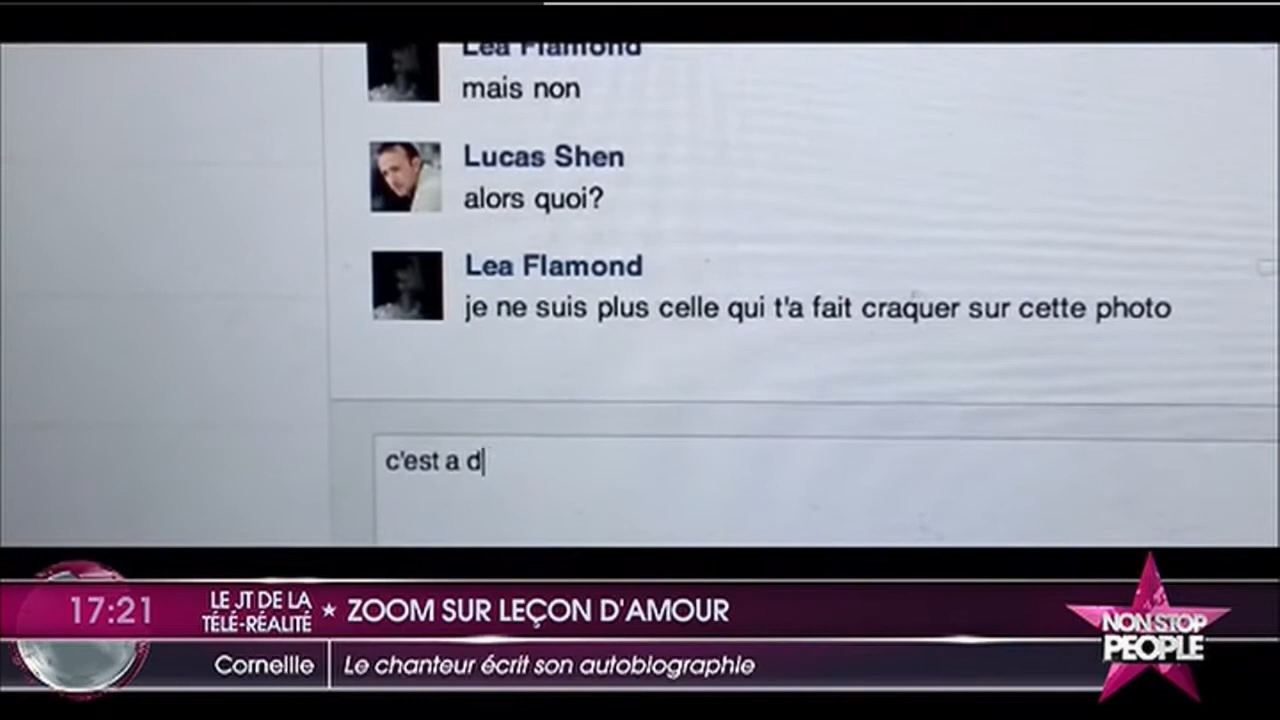 Lea Flamond
mais non
Lucas Shen
alors quoi?
Lea Flamond
je ne suis plus celle qui t'a fait craquer sur cette photo
c'est a d
17:21
LE JT DE LA
TÉLÉ-RÉALITÉ
★ ZOOM SUR LEÇON D'AMOUR
Corneille
Le chanteur écrit son autobiographie
NON STOP
PEOPLE